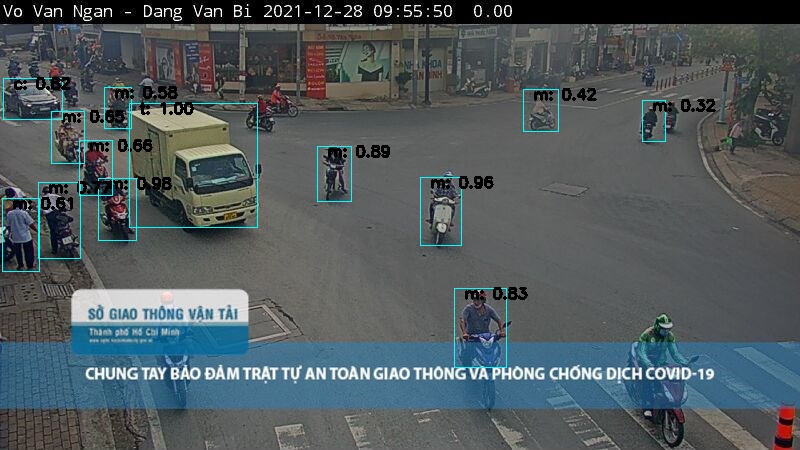 Vo Van Ngan - Dang Van Bi 2021-12-28 09:55:50 0.00
c: 0.82
m: 0.58
m: 0.42
t: 1.00
m: 0.32
m: 0.65
m: 0.66
m: 0.89
m: 0.77
m: 0.98
m: 0.96
m: 0.61
m: 0.83
SỞ GIAO THÔNG VẬN TẢI
Thành phố Hồ Chí Minh
CHUNG TAY BẢO ĐẢM TRẬT TỰ AN TOÀN GIAO THÔNG VÀ PHÒNG CHỐNG DỊCH COVID-19